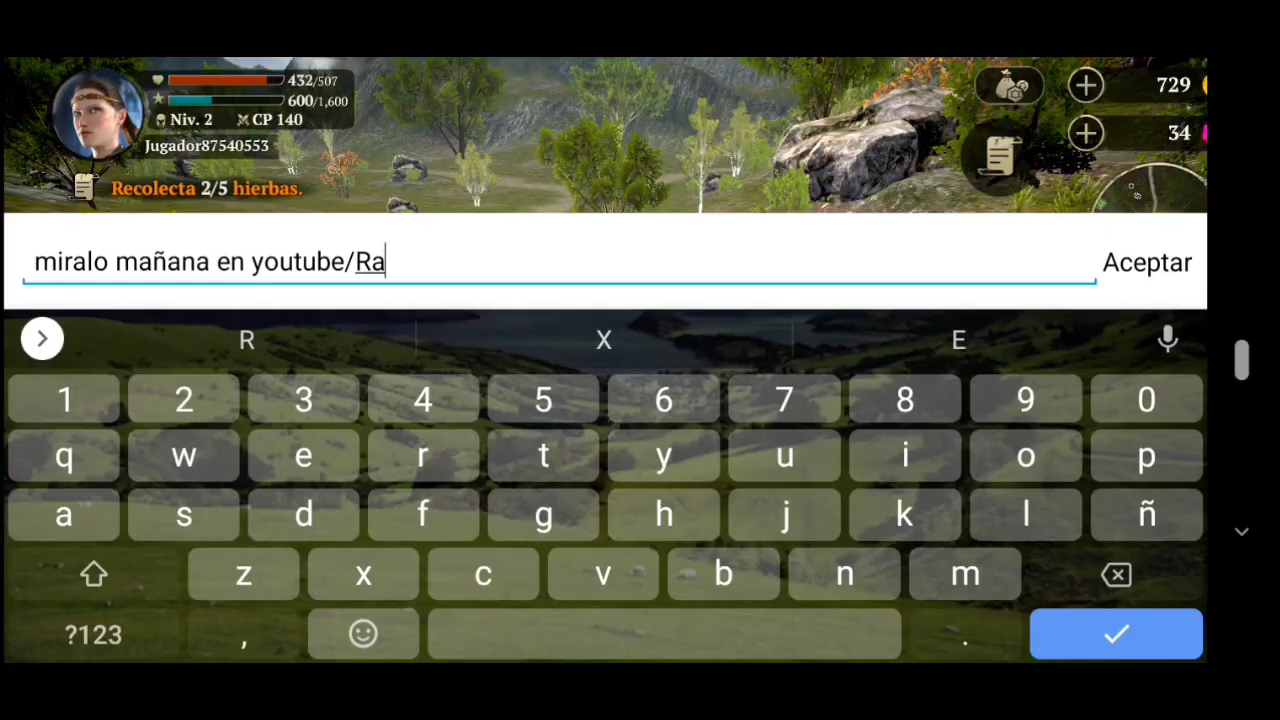 432/507
600/1,600
Niv. 2 CP 140
Jugador87540553
Recolecta 2/5 hierbas.
729
34
miralo mañana en youtube/Ra
Aceptar
R X E
1 2 3 4 5 6 7 8 9 0
q w e r t y u i o p
a s d f g h j k l ñ
z x c v b n m
?123 , .